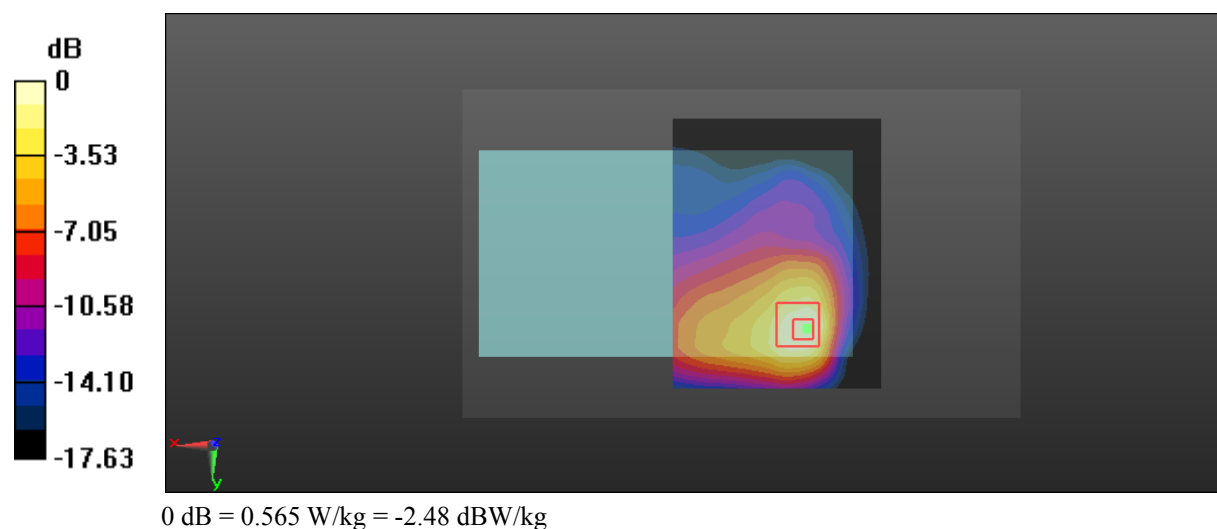 dB
0
-3.53
-7.05
-10.58
-14.10
-17.63
x
z
y
0 dB = 0.565 W/kg = -2.48 dBW/kg